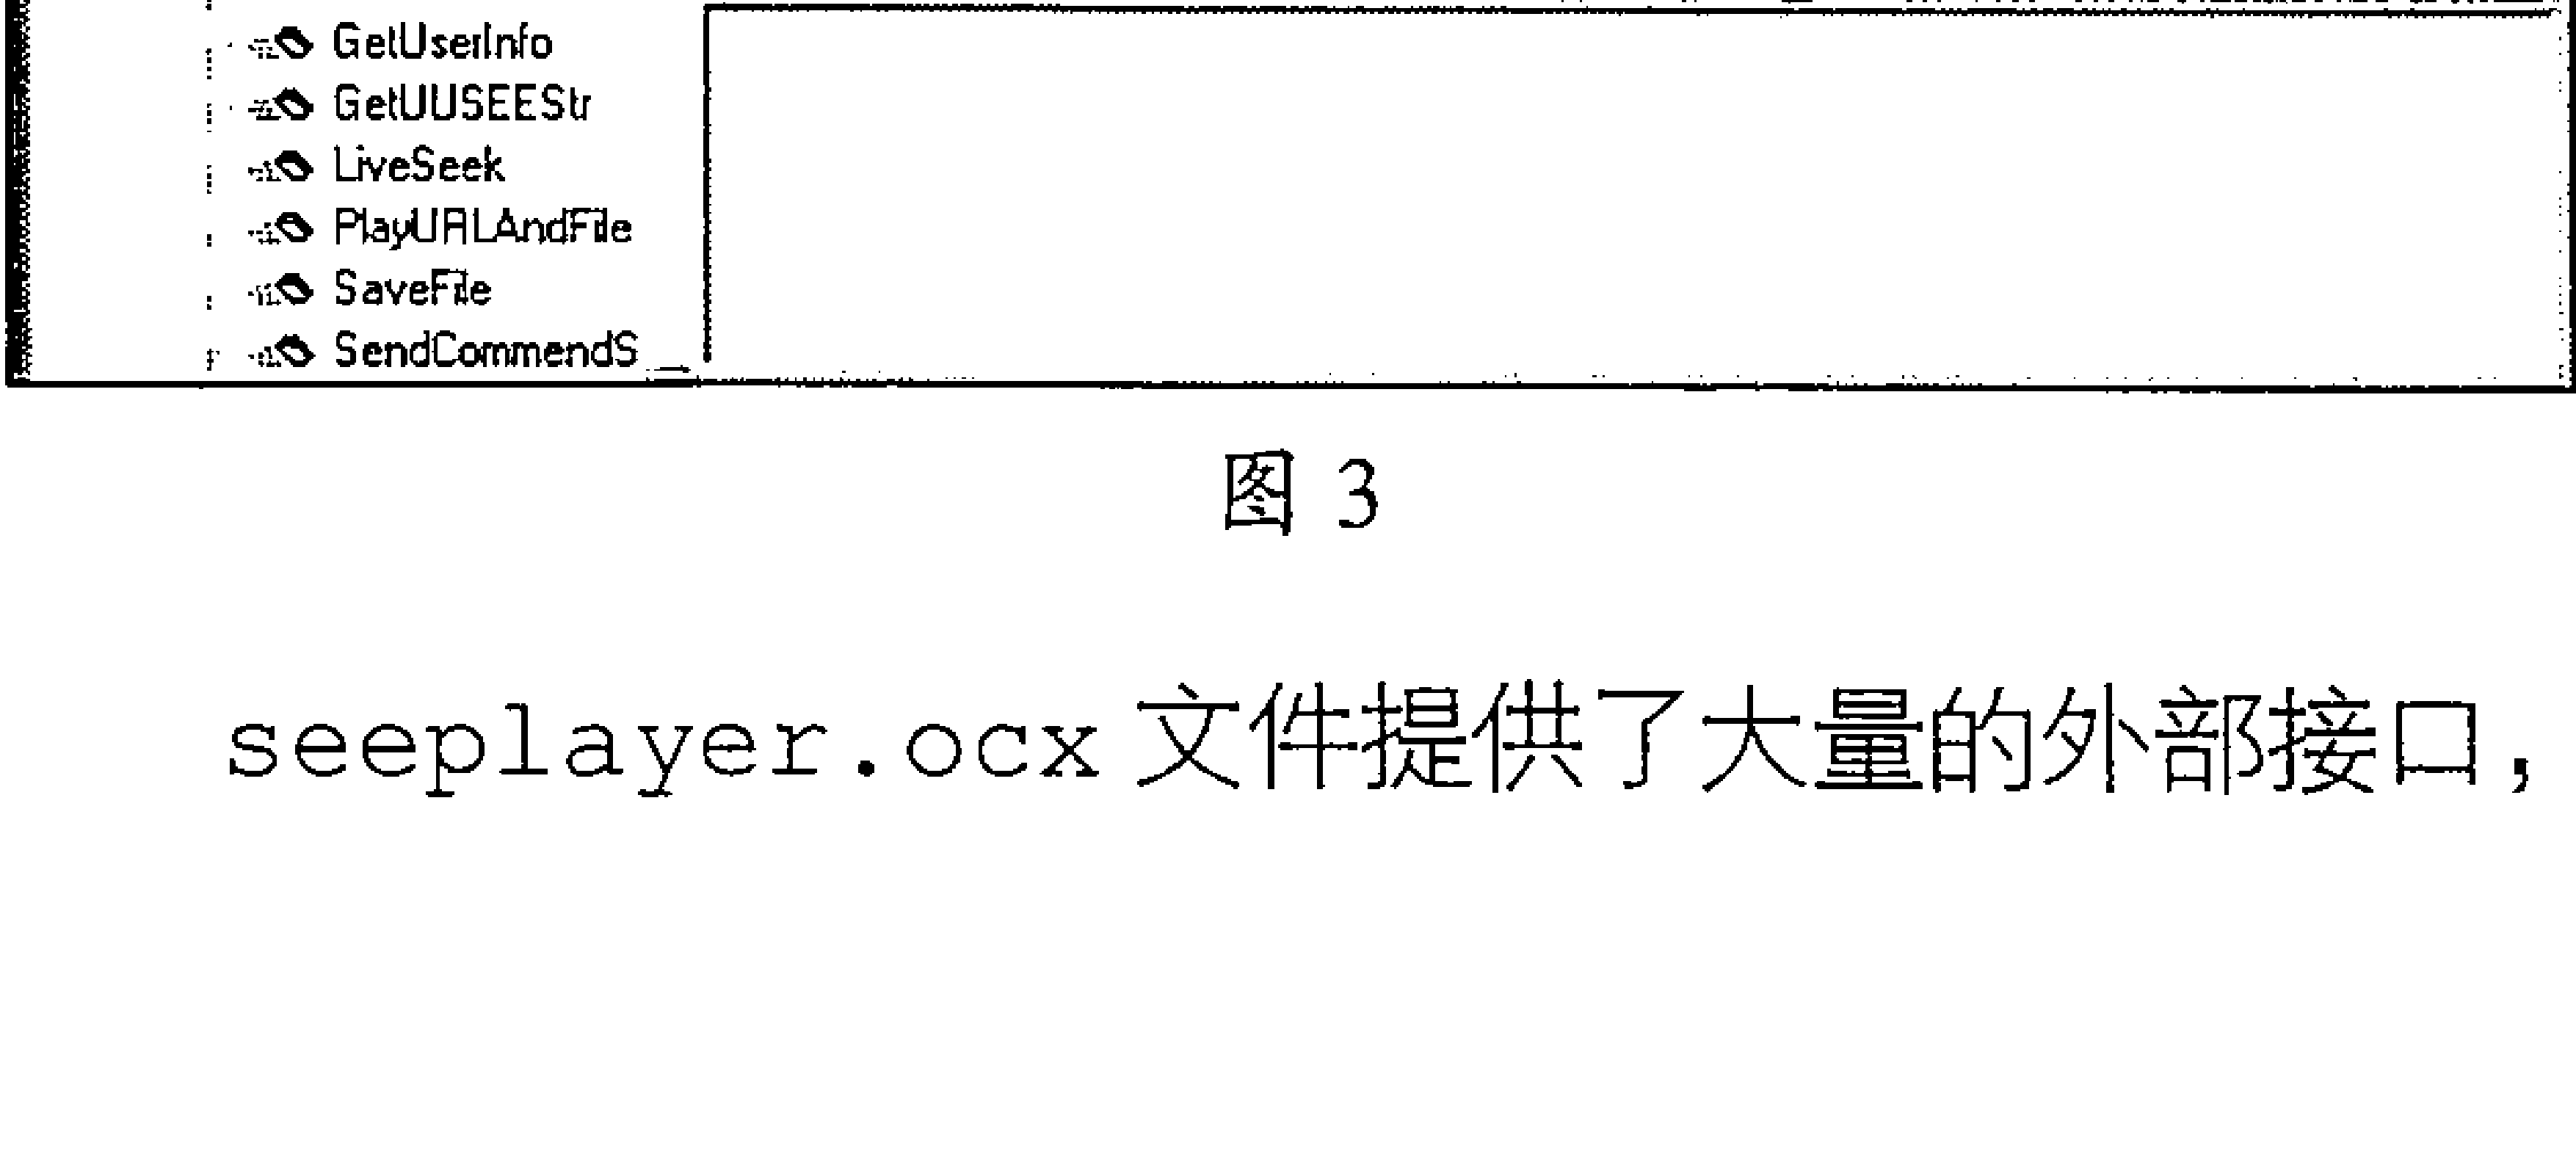 GetUserInfo
GetUUSEEStr
LiveSeek
PlayURLAndFile
SaveFile
SendCommendS
图 3
seeplayer.ocx 文件提供了大量的外部接口，